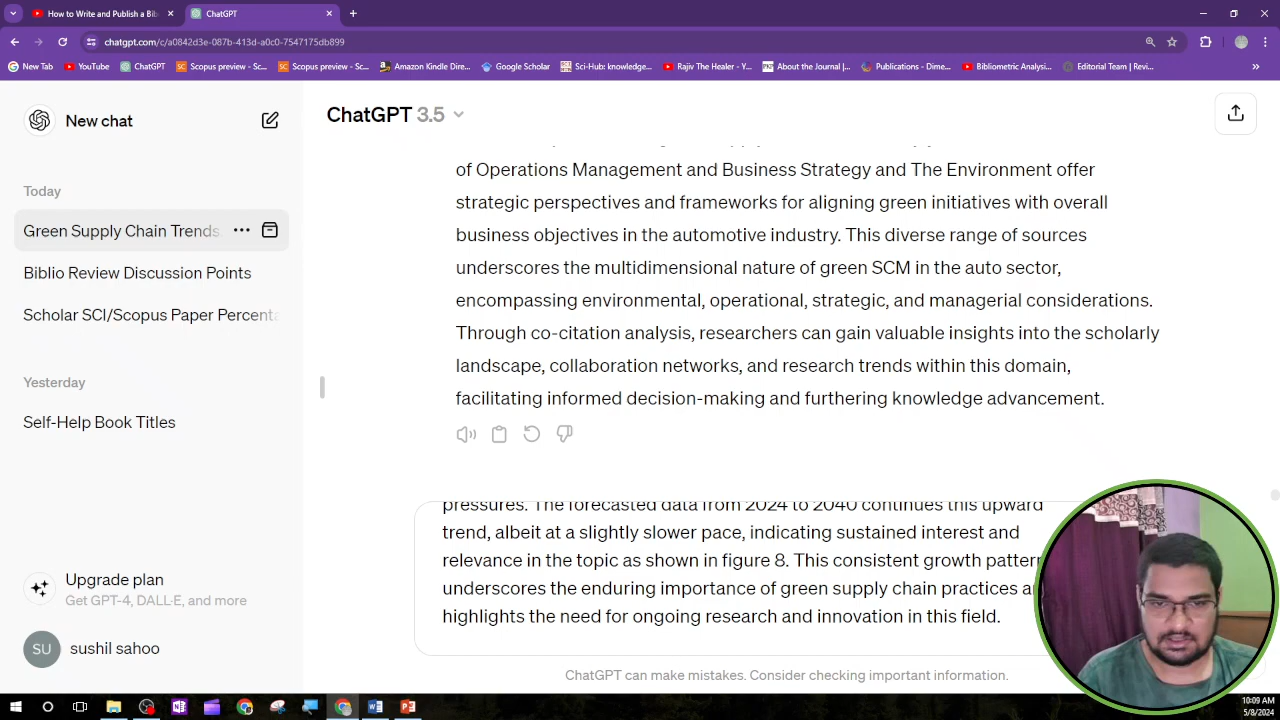 How to Write and Publish a Bib
ChatGPT
chatgpt.com/c/a0842d3e-087b-413d-a0c0-7547175db899
New Tab
YouTube
ChatGPT
Scopus preview - Sc...
Scopus preview - Sc...
Amazon Kindle Dire...
Google Scholar
Sci-Hub: knowledge...
Rajiv The Healer - Y...
About the Journal |...
Publications - Dime...
Bibliometric Analysi...
Editorial Team | Revi...
New chat
ChatGPT 3.5
Today
Green Supply Chain Trends
Biblio Review Discussion Points
Scholar SCI/Scopus Paper Percenta
Yesterday
Self-Help Book Titles
of Operations Management and Business Strategy and The Environment offer
strategic perspectives and frameworks for aligning green initiatives with overall
business objectives in the automotive industry. This diverse range of sources
underscores the multidimensional nature of green SCM in the auto sector,
encompassing environmental, operational, strategic, and managerial considerations.
Through co-citation analysis, researchers can gain valuable insights into the scholarly
landscape, collaboration networks, and research trends within this domain,
facilitating informed decision-making and furthering knowledge advancement.
pressures. The forecasted data from 2024 to 2040 continues this upward
trend, albeit at a slightly slower pace, indicating sustained interest and
relevance in the topic as shown in figure 8. This consistent growth pattern
underscores the enduring importance of green supply chain practices
highlights the need for ongoing research and innovation in this field.
Upgrade plan
Get GPT-4, DALL·E, and more
SU
sushil sahoo
ChatGPT can make mistakes. Consider checking important information.
10:09 AM
5/8/2024